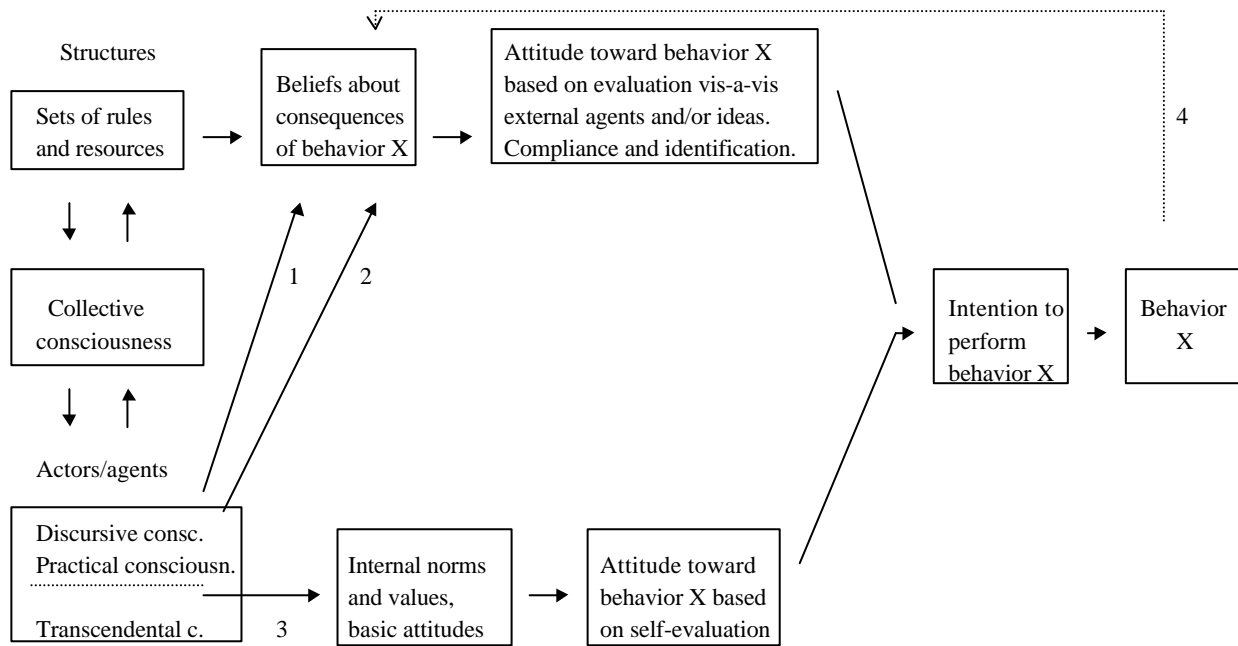 Structures
Sets of rules
and resources
Beliefs about
consequences
of behavior X
Attitude toward behavior X
based on evaluation vis-a-vis
external agents and/or ideas.
Compliance and identification.
4
1
2
Collective
consciousness
Intention to
perform
behavior X
Behavior
X
Actors/agents
Discursive consc.
Practical consciousn.
Transcendental c.
3
Internal norms
and values,
basic attitudes
Attitude toward
behavior X based
on self-evaluation